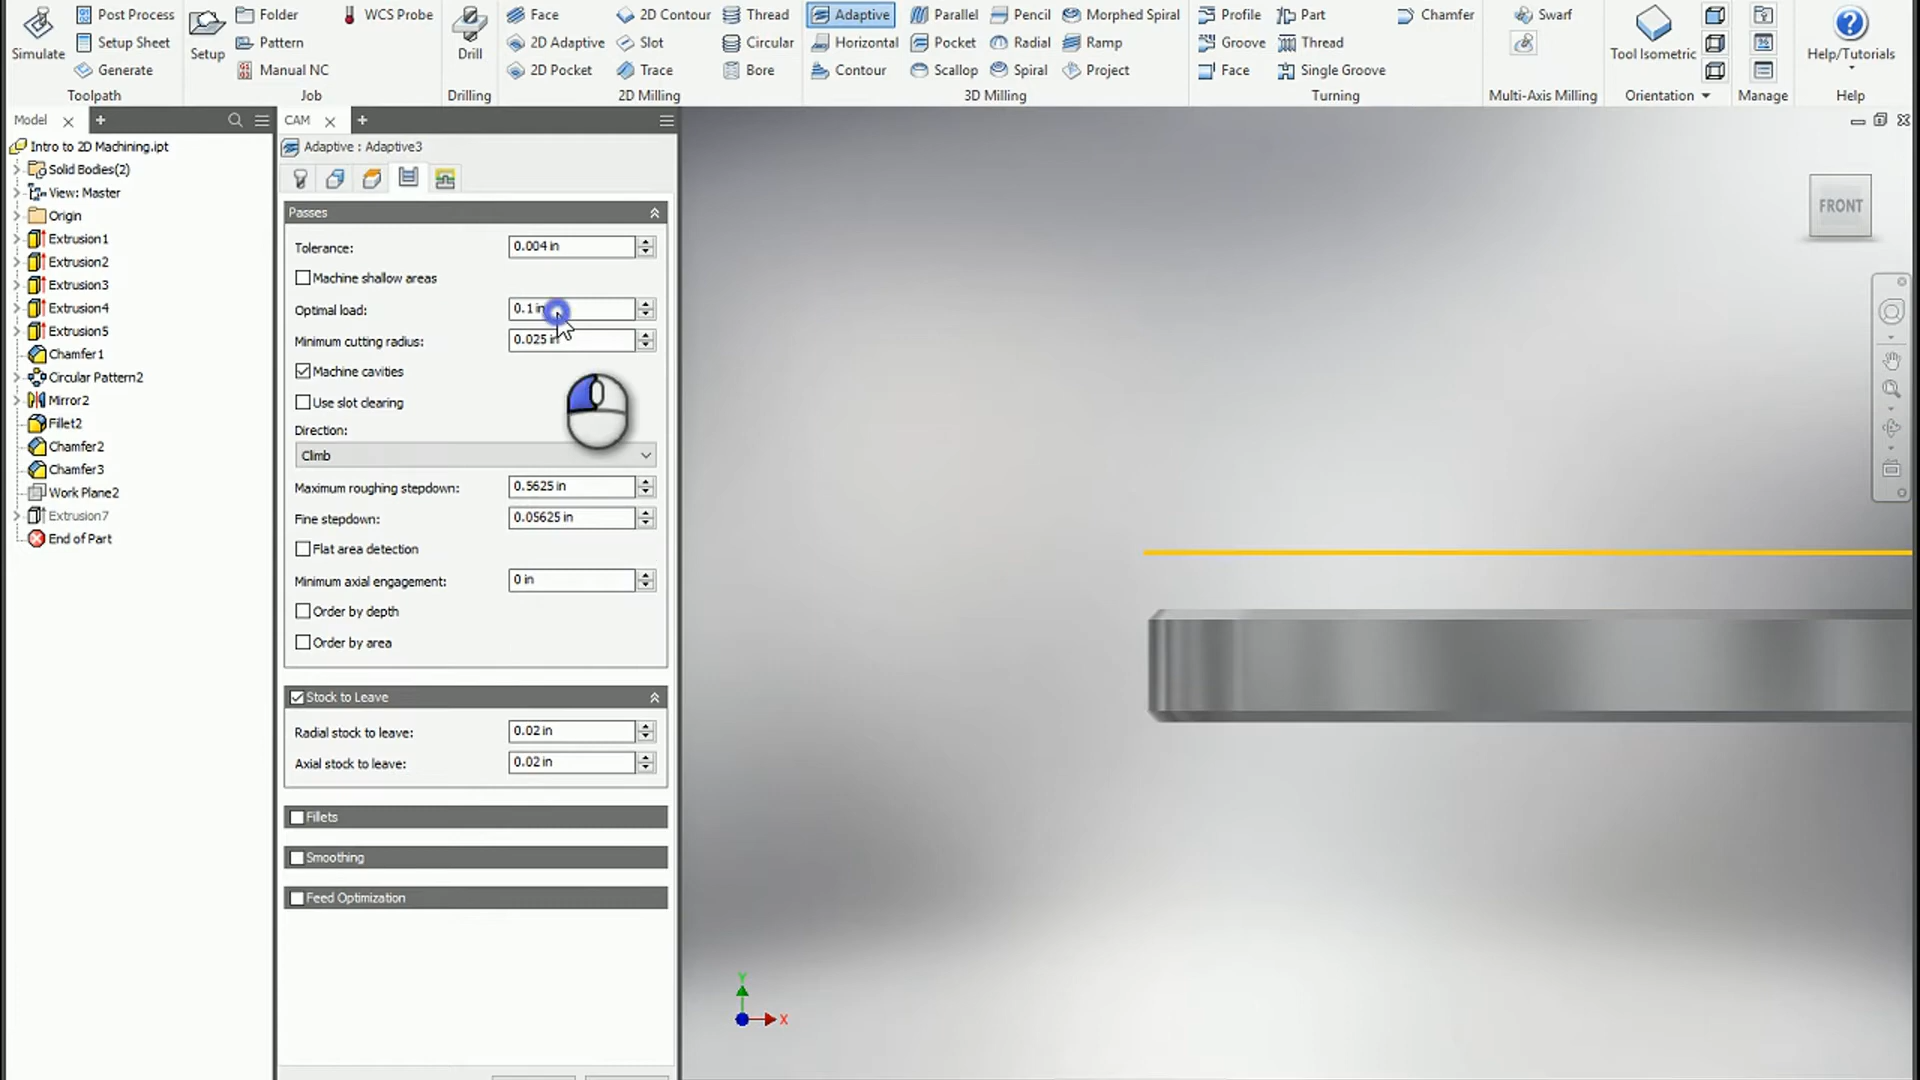 Simulate
Post Process
Setup Sheet
Generate
Toolpath
Setup
Folder
Pattern
Manual NC
WCS Probe
Job
Drill
Drilling
Face
2D Adaptive
2D Pocket
2D Contour
Slot
Trace
Thread
Circular
Bore
2D Milling
Adaptive
Horizontal
Contour
Parallel
Pocket
Scallop
Pencil
Radial
Spiral
Morphed Spiral
Ramp
Project
3D Milling
Profile
Groove
Face
Part
Thread
Single Groove
Chamfer
Turning
Swarf
Multi-Axis Milling
Tool Isometric
Orientation
Manage
Help/Tutorials
Help
Model
Intro to 2D Machining.ipt
Solid Bodies(2)
View: Master
Origin
Extrusion1
Extrusion2
Extrusion3
Extrusion4
Extrusion5
Chamfer1
Circular Pattern2
Mirror2
Fillet2
Chamfer2
Chamfer3
Work Plane2
Extrusion7
End of Part
CAM
Adaptive : Adaptive3
Passes
Tolerance: 0.004 in
Machine shallow areas
Optimal load: 0.1 in
Minimum cutting radius: 0.025 in
Machine cavities
Use slot clearing
Direction:
Climb
Maximum roughing stepdown: 0.5625 in
Fine stepdown: 0.05625 in
Flat area detection
Minimum axial engagement: 0 in
Order by depth
Order by area
Stock to Leave
Radial stock to leave: 0.02 in
Axial stock to leave: 0.02 in
Fillets
Smoothing
Feed Optimization
FRONT
Y
X